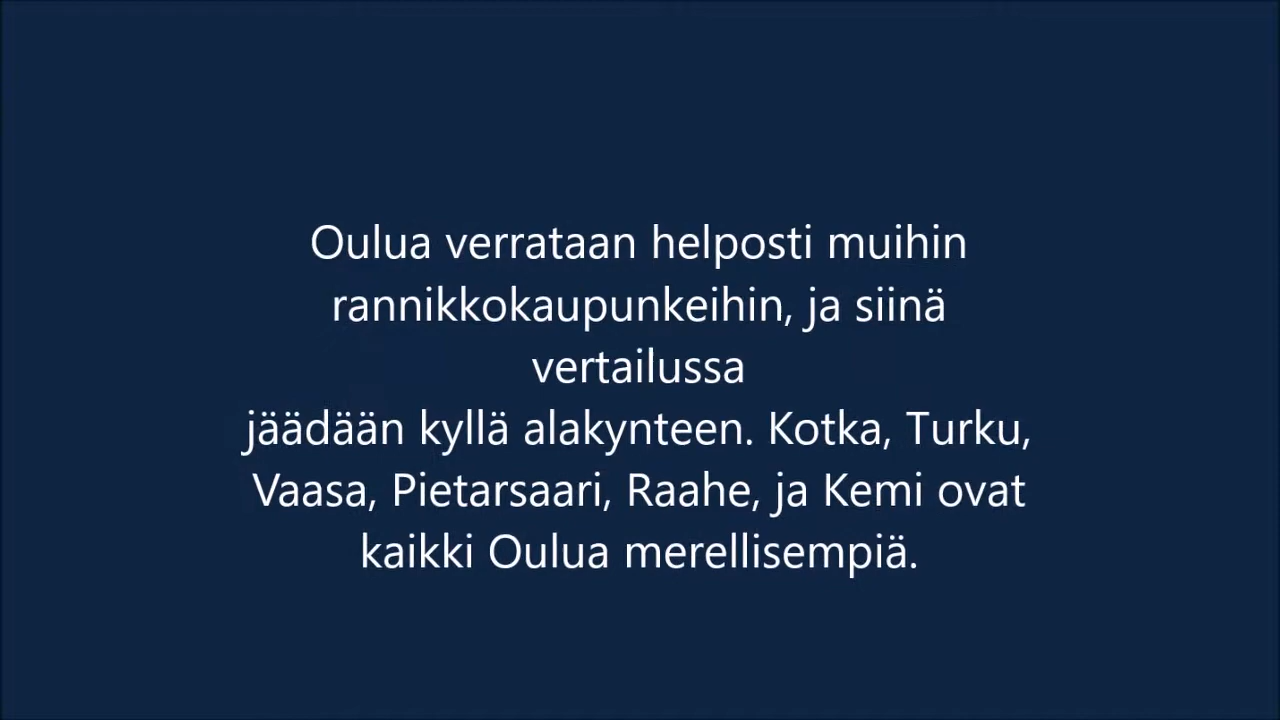 Oulua verrataan helposti muihin
rannikkokaupunkeihin, ja siinä
vertailussa
jäädään kyllä alakynteen. Kotka, Turku,
Vaasa, Pietarsaari, Raahe, ja Kemi ovat
kaikki Oulua merellisempiä.